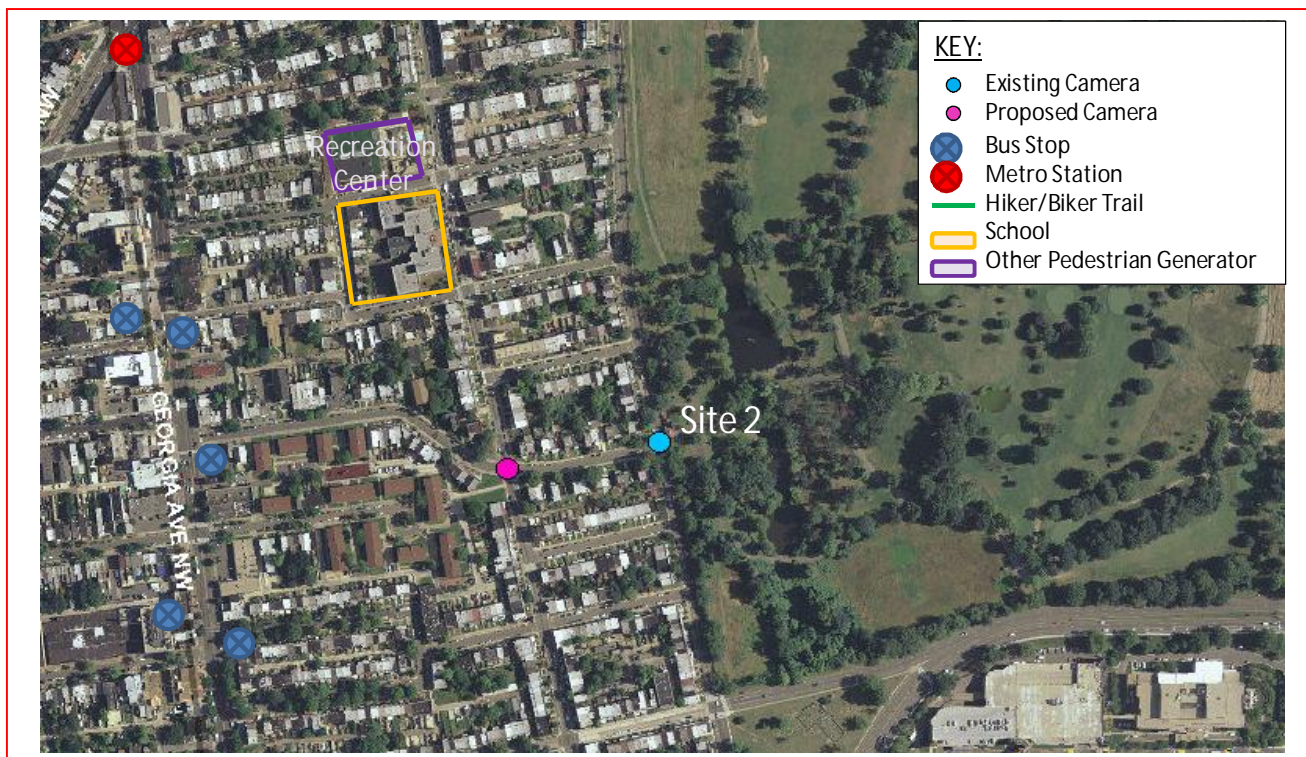 KEY:
Existing Camera
Proposed Camera
Bus Stop
Metro Station
Hiker/Biker Trail
School
Other Pedestrian Generator
NW
Recreation
Center
Site 2
GEORGIA AVE NW